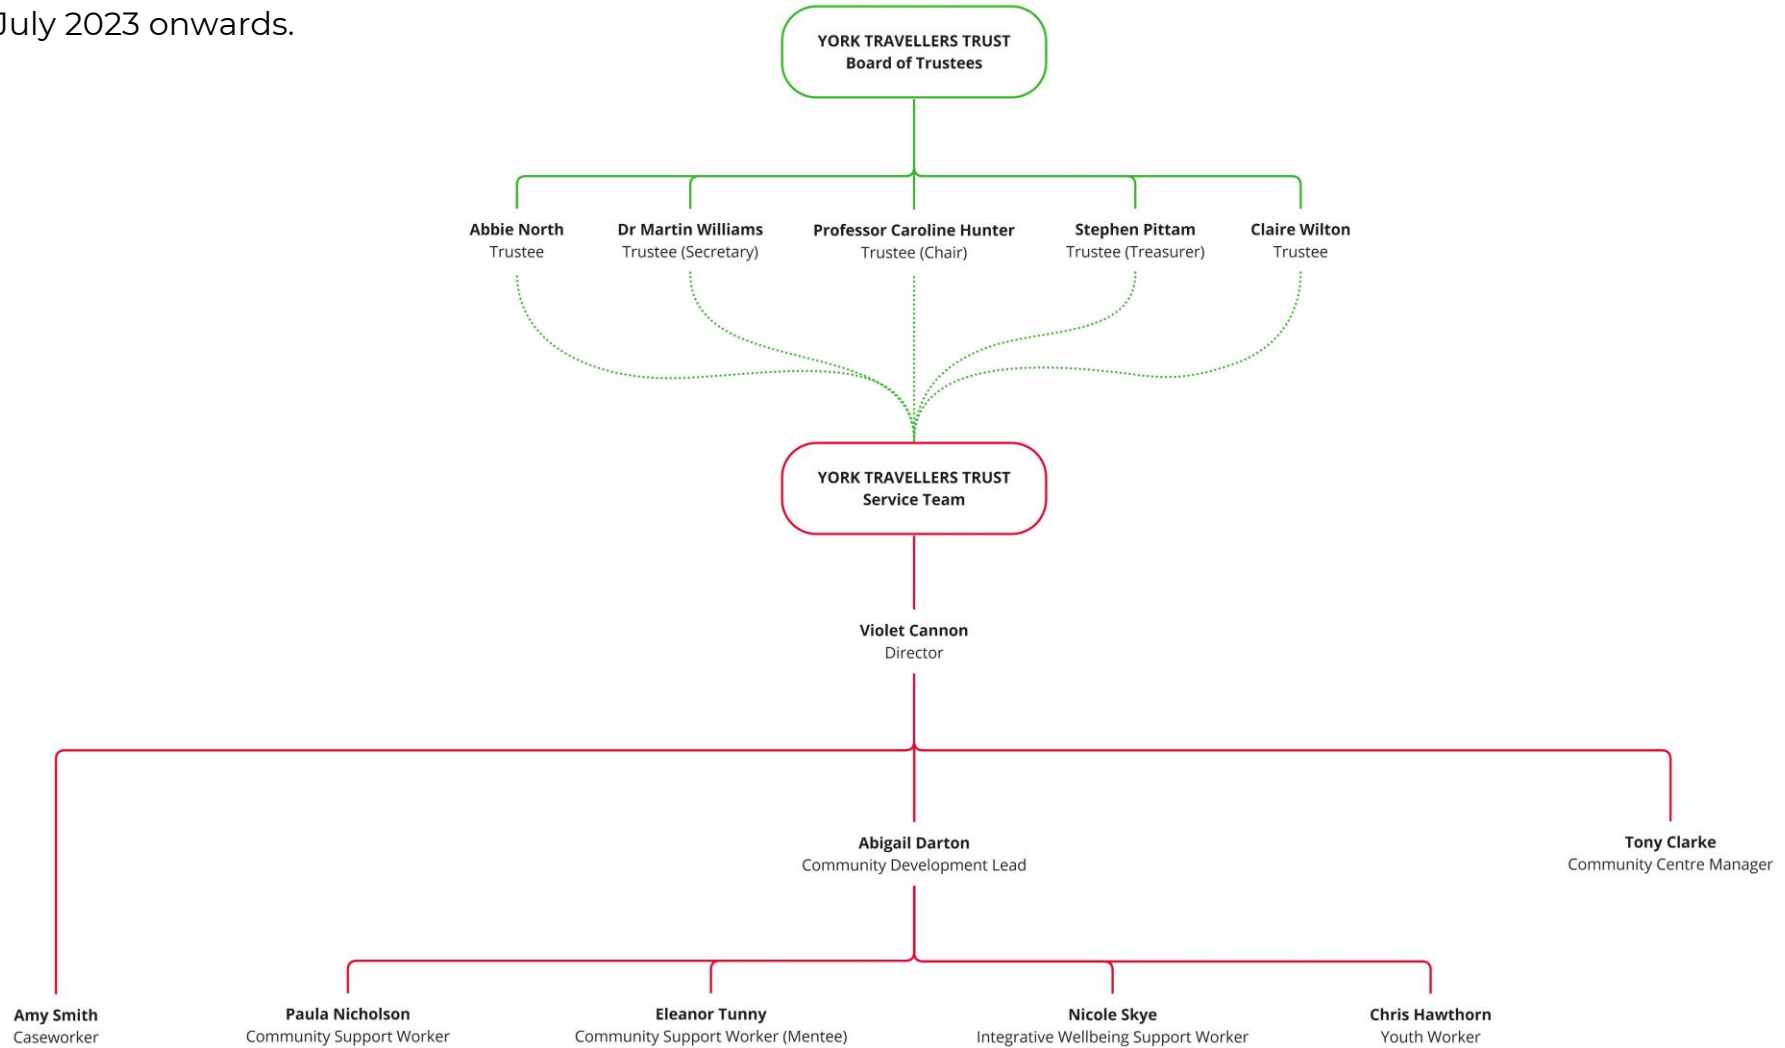 July 2023 onwards.
YORK TRAVELLERS TRUST
Board of Trustees
Abbie North
Trustee
Dr Martin Williams
Trustee (Secretary)
Professor Caroline Hunter
Trustee (Chair)
Stephen Pittam
Trustee (Treasurer)
Claire Wilton
Trustee
YORK TRAVELLERS TRUST
Service Team
Violet Cannon
Director
Abigail Darton
Community Development Lead
Tony Clarke
Community Centre Manager
Amy Smith
Caseworker
Paula Nicholson
Community Support Worker
Eleanor Tunny
Community Support Worker (Mentee)
Nicole Skye
Integrative Wellbeing Support Worker
Chris Hawthorn
Youth Worker